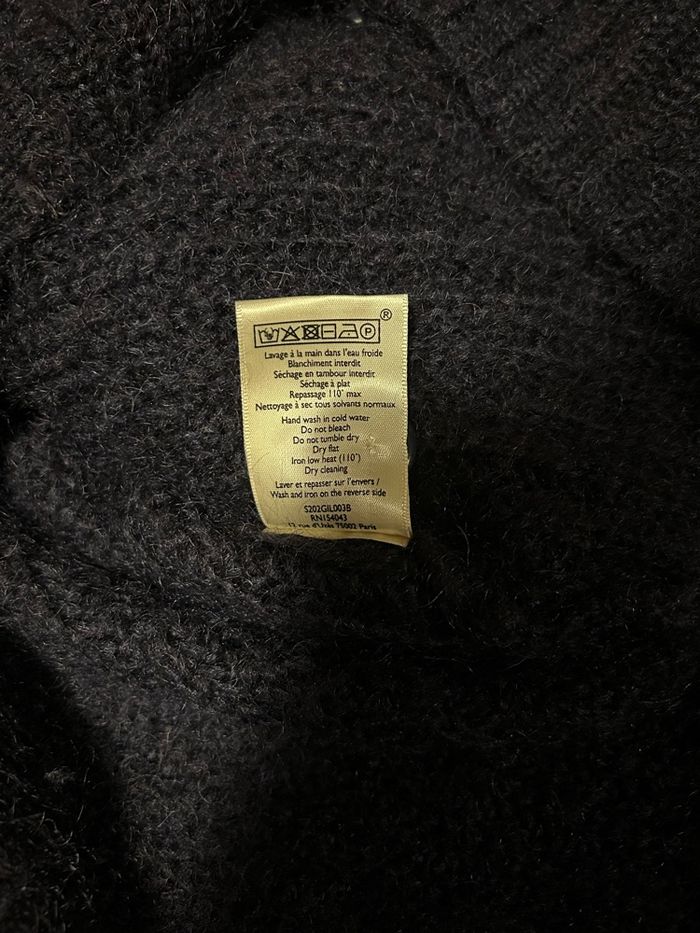 ®
P
Lavage à la main dans l'eau froide
Blanchiment interdit
Séchage en tambour interdit
Séchage à plat
Repassage 110° max
Nettoyage à sec tous solvants normaux
Hand wash in cold water
Do not bleach
Do not tumble dry
Dry flat
Iron low heat (110°)
Dry cleaning
Laver et repasser sur l'envers /
Wash and iron on the reverse side
S202GIL003B
RN154043
12 rue d'Uzès 75002 Paris